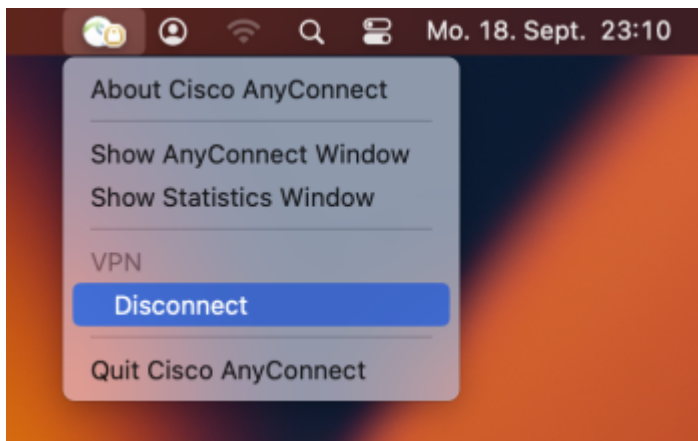 Mo. 18. Sept. 23:10
About Cisco AnyConnect
Show AnyConnect Window
Show Statistics Window
VPN
Disconnect
Quit Cisco AnyConnect